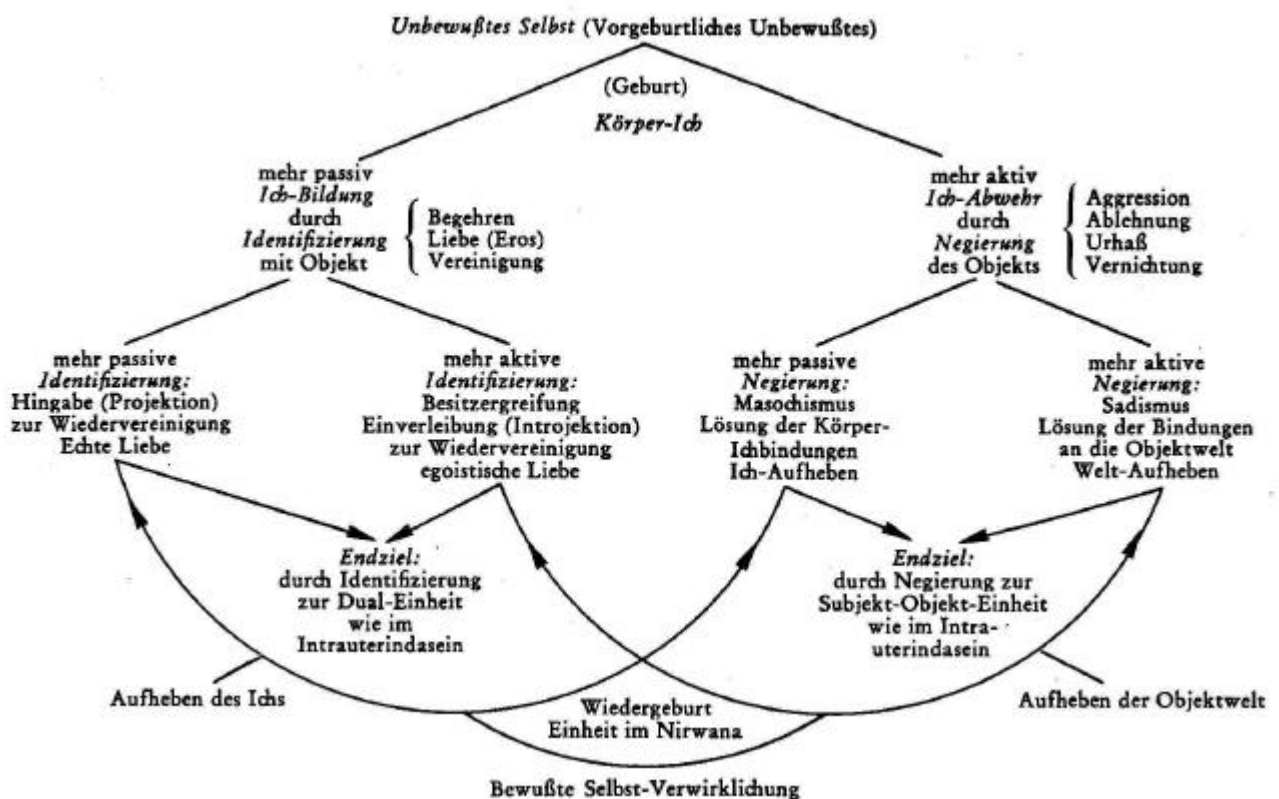 Unbewußtes Selbst (Vorgeburtliches Unbewußtes)
(Geburt)
Körper-Ich
mehr passiv
Ich-Bildung
durch
Identifizierung
mit Objekt
Begehren
Liebe (Eros)
Vereinigung
mehr aktiv
Ich-Abwehr
durch
Negierung
des Objekts
Aggression
Ablehnung
Urhaß
Vernichtung
mehr passive
Identifizierung:
Hingabe (Projektion)
zur Wiedervereinigung
Echte Liebe
mehr aktive
Identifizierung:
Besitzergreifung
Einverleibung (Introjektion)
zur Wiedervereinigung
egoistische Liebe
mehr passive
Negierung:
Masochismus
Lösung der Körper-
Ichbindungen
Ich-Aufheben
mehr aktive
Negierung:
Sadismus
Lösung der Bindungen
an die Objektwelt
Welt-Aufheben
Endziel:
durch Identifizierung
zur Dual-Einheit
wie im
Intrauterindasein
Endziel:
durch Negierung zur
Subjekt-Objekt-Einheit
wie im Intra-
uterindasein
Aufheben des Ichs
Wiedergeburt
Einheit im Nirwana
Aufheben der Objektwelt
Bewußte Selbst-Verwirklichung